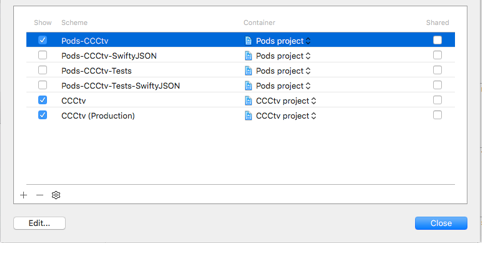 Show Scheme Container Shared
Pods-CCCtv Pods project
Pods-CCCtv-SwiftyJSON Pods project
Pods-CCCtv-Tests Pods project
Pods-CCCtv-Tests-SwiftyJSON Pods project
CCCtv CCCtv project
CCCtv (Production) CCCtv project
Edit... Close